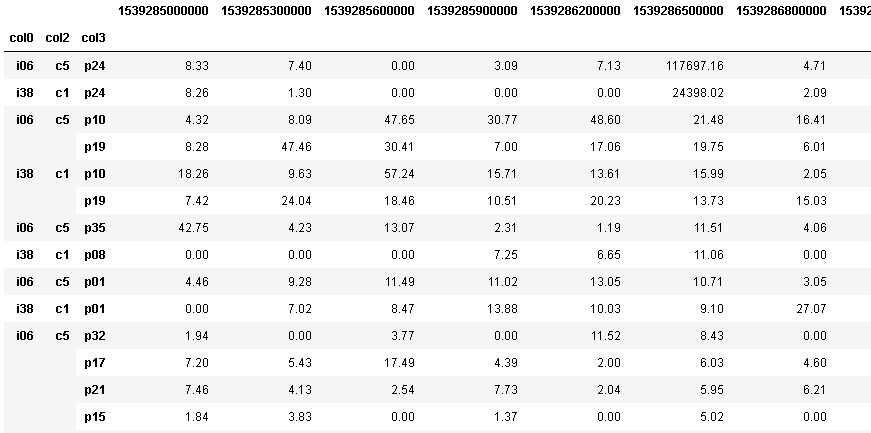 1539285000000 1539285300000 1539285600000 1539285900000 1539286200000 1539286500000 1539286800000 15392
col0 col2 col3
i06 c5 p24 8.33 7.40 0.00 3.09 7.13 117697.16 4.71
i38 c1 p24 8.26 1.30 0.00 0.00 0.00 24398.02 2.09
i06 c5 p10 4.32 8.09 47.65 30.77 48.60 21.48 16.41
p19 8.28 47.46 30.41 7.00 17.06 19.75 6.01
i38 c1 p10 18.26 9.63 57.24 15.71 13.61 15.99 2.05
p19 7.42 24.04 18.46 10.51 20.23 13.73 15.03
i06 c5 p35 42.75 4.23 13.07 2.31 1.19 11.51 4.06
i38 c1 p08 0.00 0.00 0.00 7.25 6.65 11.06 0.00
i06 c5 p01 4.46 9.28 11.49 11.02 13.05 10.71 3.05
i38 c1 p01 0.00 7.02 8.47 13.88 10.03 9.10 27.07
i06 c5 p32 1.94 0.00 3.77 0.00 11.52 8.43 0.00
p17 7.20 5.43 17.49 4.39 2.00 6.03 4.60
p21 7.46 4.13 2.54 7.73 2.04 5.95 6.21
p15 1.84 3.83 0.00 1.37 0.00 5.02 0.00